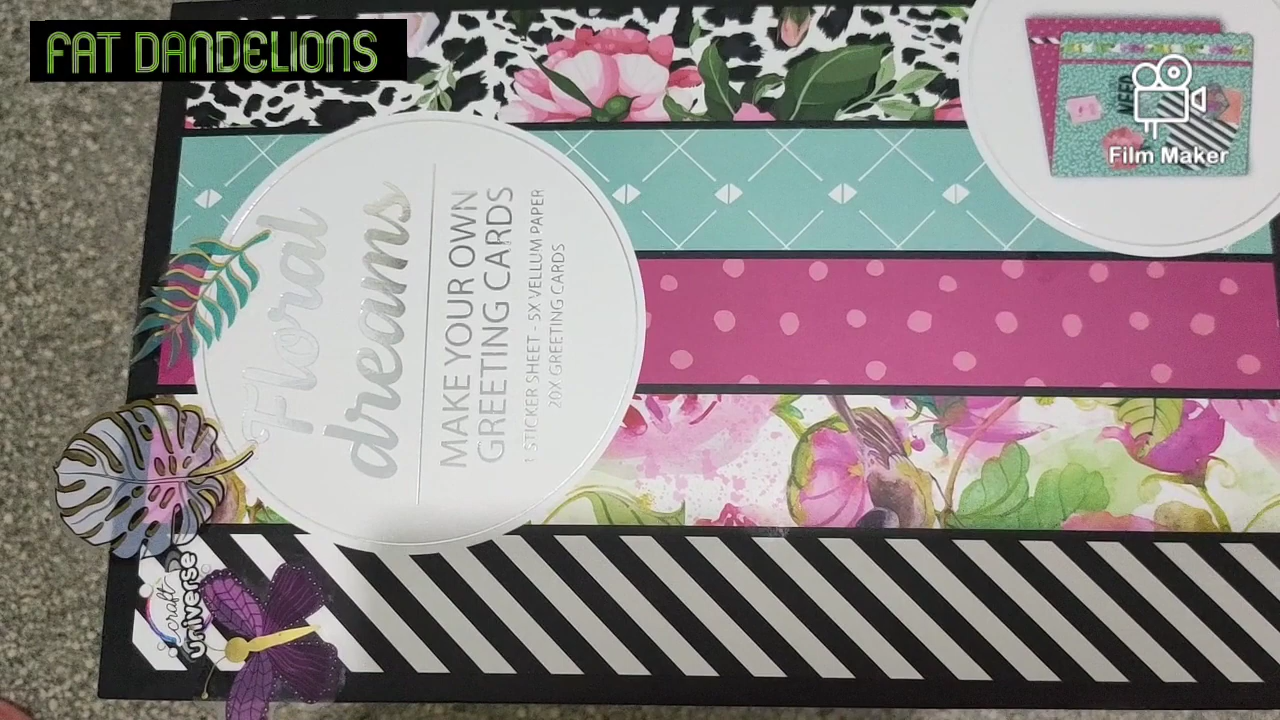 FAT DANDELIONS
NEED
Film Maker
Floral
dreams
MAKE YOUR OWN
GREETING CARDS
1 STICKER SHEET - 5X VELLUM PAPER
20X GREETING CARDS
craft
universe